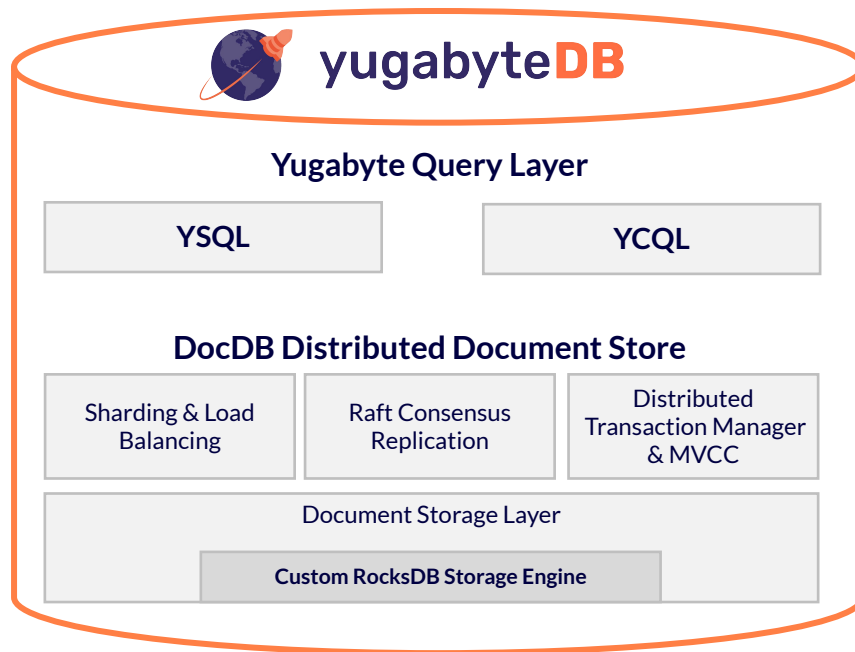 yugabyteDB
Yugabyte Query Layer
YSQL
YCQL
DocDB Distributed Document Store
Sharding & Load
Balancing
Raft Consensus
Replication
Distributed
Transaction Manager
& MVCC
Document Storage Layer
Custom RocksDB Storage Engine